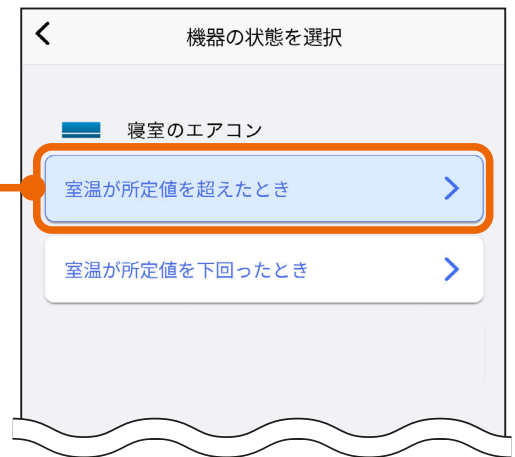 機器の状態を選択
寝室のエアコン
室温が所定値を超えたとき
室温が所定値を下回ったとき